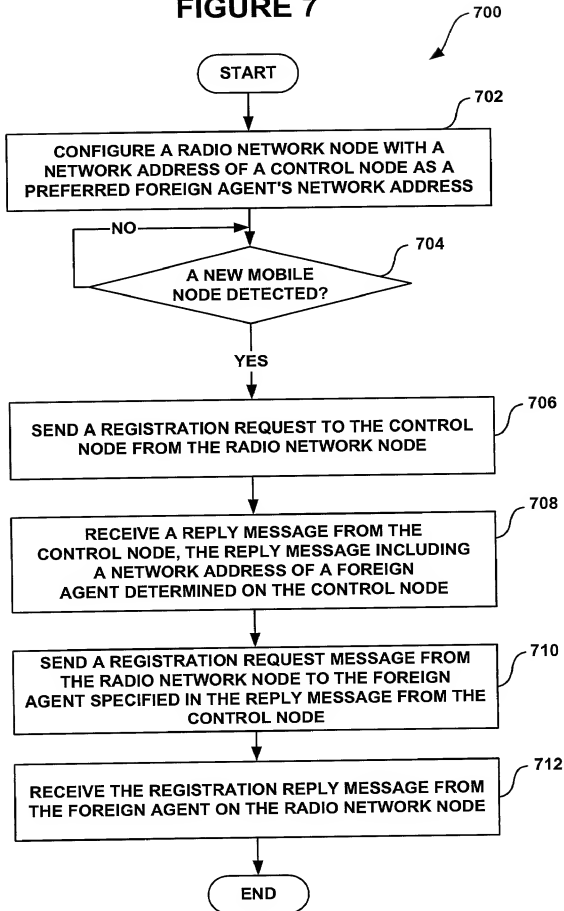 FIGURE 7
700
START
702
CONFIGURE A RADIO NETWORK NODE WITH A
NETWORK ADDRESS OF A CONTROL NODE AS A
PREFERRED FOREIGN AGENT'S NETWORK ADDRESS
NO
704
A NEW MOBILE
NODE DETECTED?
YES
706
SEND A REGISTRATION REQUEST TO THE CONTROL
NODE FROM THE RADIO NETWORK NODE
708
RECEIVE A REPLY MESSAGE FROM THE
CONTROL NODE, THE REPLY MESSAGE INCLUDING
A NETWORK ADDRESS OF A FOREIGN
AGENT DETERMINED ON THE CONTROL NODE
710
SEND A REGISTRATION REQUEST MESSAGE FROM
THE RADIO NETWORK NODE TO THE FOREIGN
AGENT SPECIFIED IN THE REPLY MESSAGE FROM THE
CONTROL NODE
712
RECEIVE THE REGISTRATION REPLY MESSAGE FROM
THE FOREIGN AGENT ON THE RADIO NETWORK NODE
END